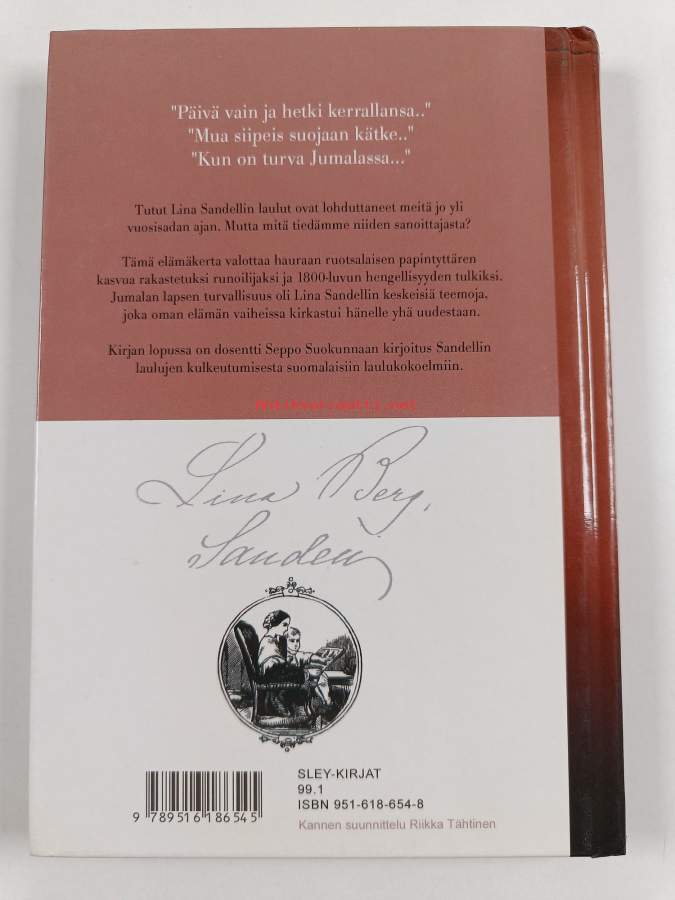 "Päivä vain ja hetki kerrallansa.."
"Mua siipeis suojaan kätke.."
"Kun on turva Jumalassa..."
Tutut Lina Sandellin laulut ovat lohduttaneet meitä jo yli
vuosisadan ajan. Mutta mitä tiedämme niiden sanoittajasta?
Tämä elämäkerta valottaa hauraan ruotsalaisen papintyttären
kasvua rakastetuksi runoilijaksi ja 1800-luvun hengellisyyden tulkiksi.
Jumalan lapsen turvallisuus oli Lina Sandellin keskeisiä teemoja,
joka oman elämän vaiheissa kirkastui hänelle yhä uudestaan.
Kirjan lopussa on dosentti Seppo Suokunnaan kirjoitus Sandellin
laulujen kulkeutumisesta suomalaisiin laulukokoelmiin.
Lina Berg,
SLEY-KIRJAT
99.1
ISBN 951-618-654-8
9 789516 186545
Kannen suunnittelu Riikka Tähtinen